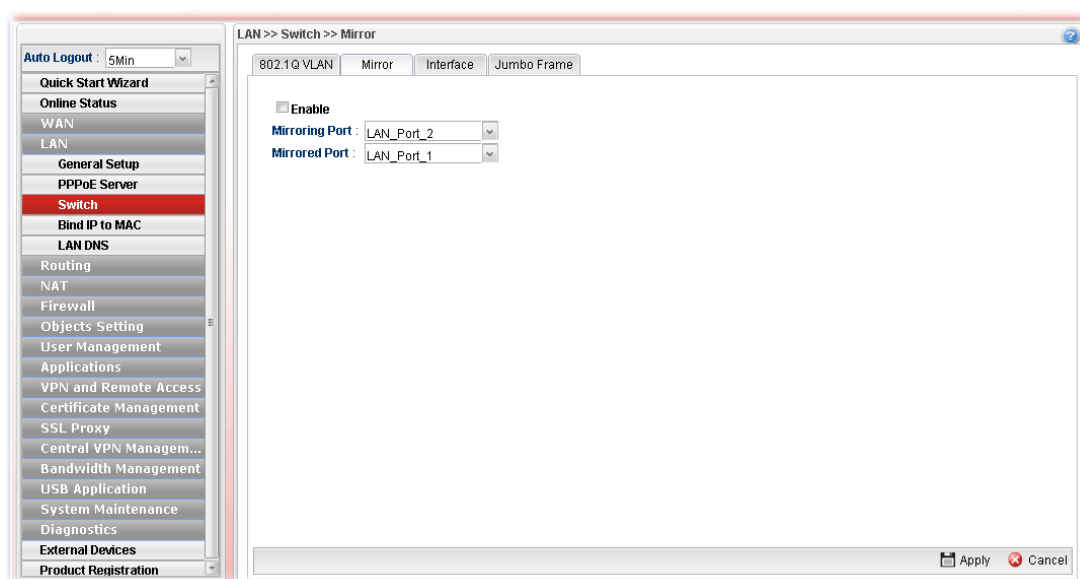 LAN >> Switch >> Mirror
Auto Logout : 5Min
Quick Start Wizard
Online Status
WAN
LAN
General Setup
PPPoE Server
Switch
Bind IP to MAC
LAN DNS
Routing
NAT
Firewall
Objects Setting
User Management
Applications
VPN and Remote Access
Certificate Management
SSL Proxy
Central VPN Managem...
Bandwidth Management
USB Application
System Maintenance
Diagnostics
External Devices
Product Registration
802.1Q VLAN Mirror Interface Jumbo Frame
Enable
Mirroring Port : LAN_Port_2
Mirrored Port : LAN_Port_1
Apply Cancel